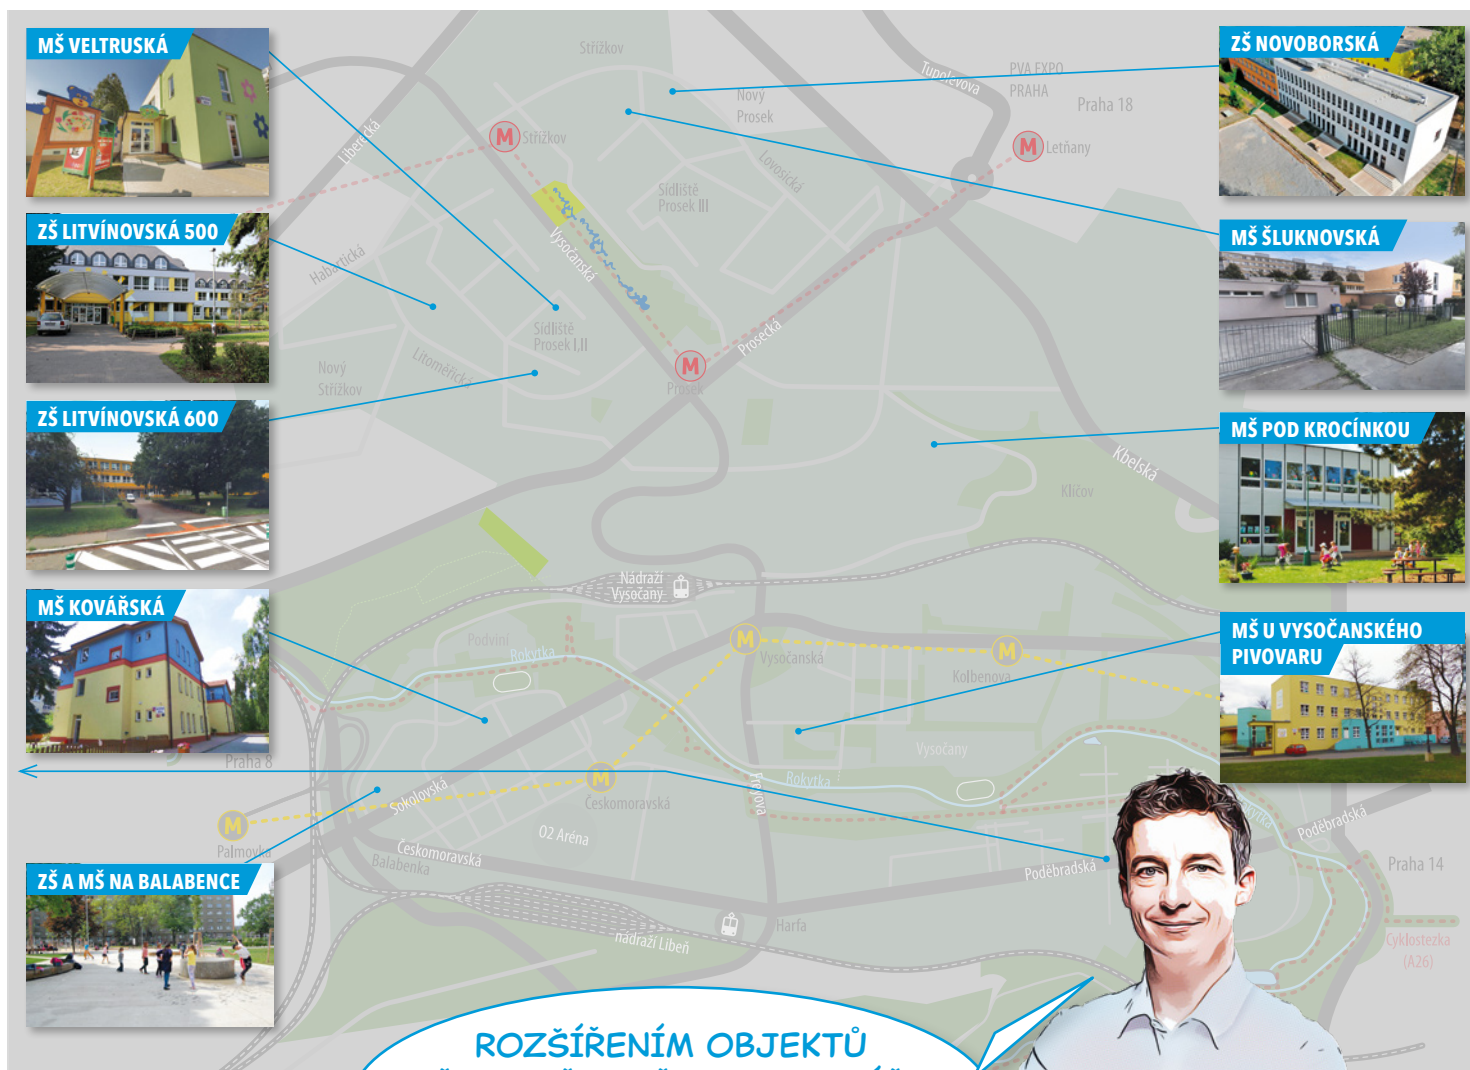 MŠ VELTRUSKÁ
ZŠ LITVÍNOVSKÁ 500
ZŠ LITVÍNOVSKÁ 600
MŠ KOVÁŘSKÁ
ZŠ A MŠ NA BALABENCE
ZŠ NOVOBORSKÁ
MŠ ŠLUKNOVSKÁ
MŠ POD KROCÍNKOU
MŠ U VYSOČANSKÉHO
PIVOVARU
Střížkov
Tupolevova
PVA EXPO
PRAHA
Praha 18
Nový
Prosek
Liberecká
M
Střížkov
M
Letňany
Lovosická
Sídliště
Prosek III
Vysočanská
Habartická
Sídliště
Prosek I,II
Prosecká
Litoměřická
Nový
Střížkov
M
Prosek
Kbelská
Klíčov
Nádraží
Vysočany
Podviní
Rokytka
M
Vysočanská
M
Kolbenova
Vysočany
Praha 8
Rokytka
Sokolovská
M
Českomoravská
Freyova
Rokytka
M
Palmovka
O2 Aréna
Českomoravská
Balabenka
Poděbradská
Poděbradská
Praha 14
Harfa
nádraží Libeň
Cyklostezka
(A26)
ROZŠÍŘENÍM OBJEKTŮ